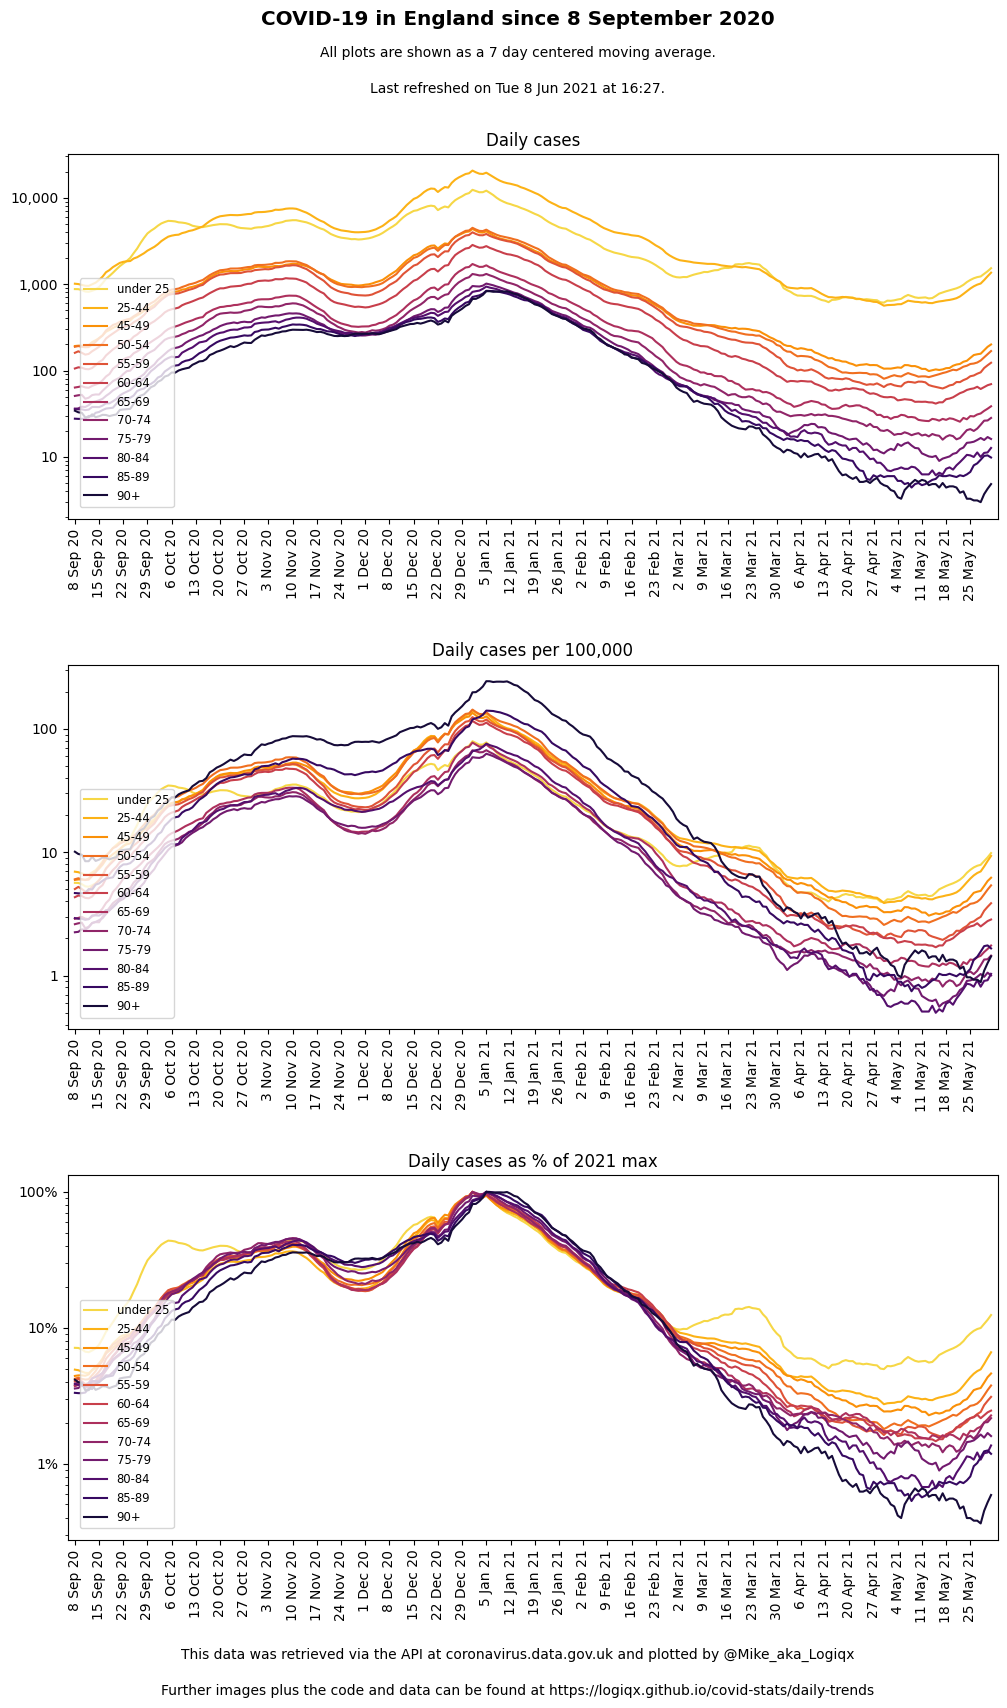 COVID-19 in England since 8 September 2020
All plots are shown as a 7 day centered moving average.
Last refreshed on Tue 8 Jun 2021 at 16:27.
Daily cases
10,000
1,000
100
10
under 25
25-44
45-49
50-54
55-59
60-64
65-69
70-74
75-79
80-84
85-89
90+
8 Sep 20
15 Sep 20
22 Sep 20
29 Sep 20
6 Oct 20
13 Oct 20
20 Oct 20
27 Oct 20
3 Nov 20
10 Nov 20
17 Nov 20
24 Nov 20
1 Dec 20
8 Dec 20
15 Dec 20
22 Dec 20
29 Dec 20
5 Jan 21
12 Jan 21
19 Jan 21
26 Jan 21
2 Feb 21
9 Feb 21
16 Feb 21
23 Feb 21
2 Mar 21
9 Mar 21
16 Mar 21
23 Mar 21
30 Mar 21
6 Apr 21
13 Apr 21
20 Apr 21
27 Apr 21
4 May 21
11 May 21
18 May 21
25 May 21
Daily cases per 100,000
100
10
1
under 25
25-44
45-49
50-54
55-59
60-64
65-69
70-74
75-79
80-84
85-89
90+
8 Sep 20
15 Sep 20
22 Sep 20
29 Sep 20
6 Oct 20
13 Oct 20
20 Oct 20
27 Oct 20
3 Nov 20
10 Nov 20
17 Nov 20
24 Nov 20
1 Dec 20
8 Dec 20
15 Dec 20
22 Dec 20
29 Dec 20
5 Jan 21
12 Jan 21
19 Jan 21
26 Jan 21
2 Feb 21
9 Feb 21
16 Feb 21
23 Feb 21
2 Mar 21
9 Mar 21
16 Mar 21
23 Mar 21
30 Mar 21
6 Apr 21
13 Apr 21
20 Apr 21
27 Apr 21
4 May 21
11 May 21
18 May 21
25 May 21
Daily cases as % of 2021 max
100%
10%
1%
under 25
25-44
45-49
50-54
55-59
60-64
65-69
70-74
75-79
80-84
85-89
90+
8 Sep 20
15 Sep 20
22 Sep 20
29 Sep 20
6 Oct 20
13 Oct 20
20 Oct 20
27 Oct 20
3 Nov 20
10 Nov 20
17 Nov 20
24 Nov 20
1 Dec 20
8 Dec 20
15 Dec 20
22 Dec 20
29 Dec 20
5 Jan 21
12 Jan 21
19 Jan 21
26 Jan 21
2 Feb 21
9 Feb 21
16 Feb 21
23 Feb 21
2 Mar 21
9 Mar 21
16 Mar 21
23 Mar 21
30 Mar 21
6 Apr 21
13 Apr 21
20 Apr 21
27 Apr 21
4 May 21
11 May 21
18 May 21
25 May 21
This data was retrieved via the API at coronavirus.data.gov.uk and plotted by @Mike_aka_Logiqx
Further images plus the code and data can be found at https://logiqx.github.io/covid-stats/daily-trends